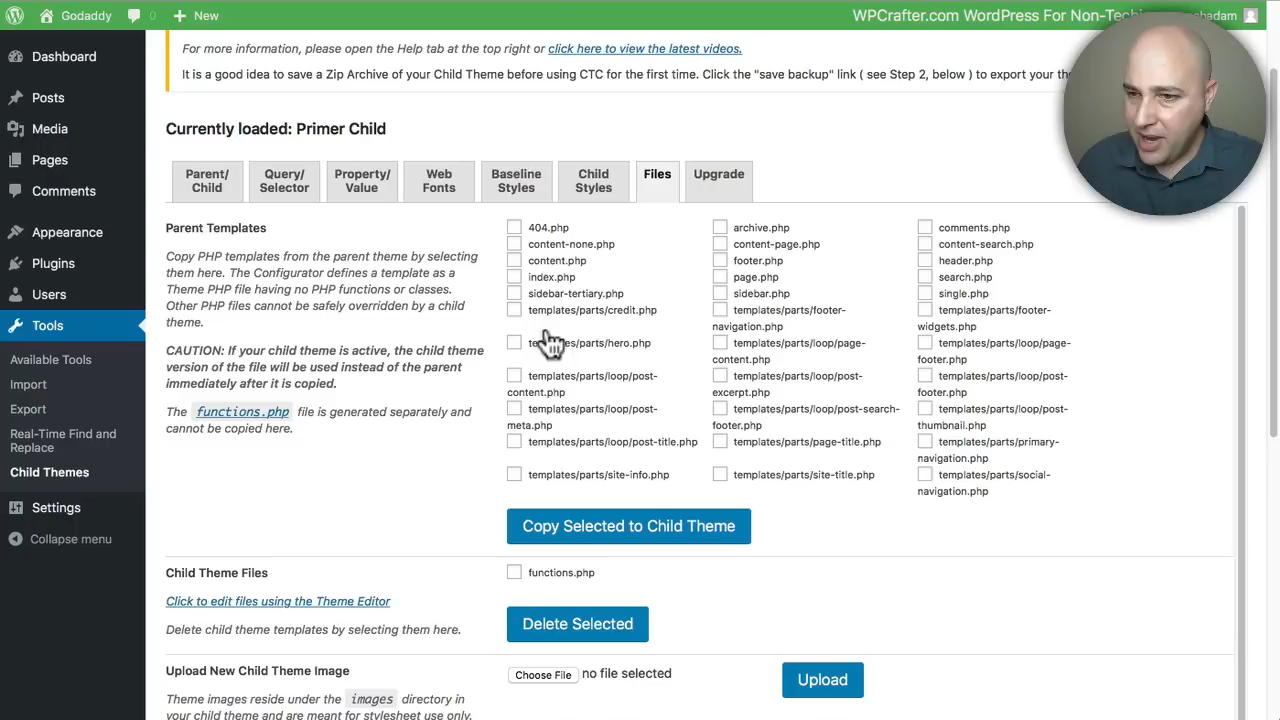 Godaddy 0 New WPCrafter.com WordPress For Non-Techi adam
For more information, please open the Help tab at the top right or click here to view the latest videos.
It is a good idea to save a Zip Archive of your Child Theme before using CTC for the first time. Click the "save backup" link ( see Step 2, below ) to export your
Currently loaded: Primer Child
Parent/
Child
Query/
Selector
Property/
Value
Web
Fonts
Baseline
Styles
Child
Styles
Files
Upgrade
Dashboard
Posts
Media
Pages
Comments
Appearance
Plugins
Users
Tools
Available Tools
Import
Export
Real-Time Find and
Replace
Child Themes
Settings
Collapse menu
Parent Templates
Copy PHP templates from the parent theme by selecting
them here. The Configurator defines a template as a
Theme PHP file having no PHP functions or classes.
Other PHP files cannot be safely overridden by a child
theme.
CAUTION: If your child theme is active, the child theme
version of the file will be used instead of the parent
immediately after it is copied.
The functions.php file is generated separately and
cannot be copied here.
404.php archive.php comments.php
content-none.php content-page.php content-search.php
content.php footer.php header.php
index.php page.php search.php
sidebar-tertiary.php sidebar.php single.php
templates/parts/credit.php templates/parts/footer- templates/parts/footer-
navigation.php widgets.php
es/parts/hero.php templates/parts/loop/page- templates/parts/loop/page-
content.php footer.php
templates/parts/loop/post- templates/parts/loop/post- templates/parts/loop/post-
content.php excerpt.php footer.php
templates/parts/loop/post- templates/parts/loop/post-search- templates/parts/loop/post-
meta.php footer.php thumbnail.php
templates/parts/loop/post-title.php templates/parts/page-title.php templates/parts/primary-
navigation.php
templates/parts/site-info.php templates/parts/site-title.php templates/parts/social-
navigation.php
Copy Selected to Child Theme
Child Theme Files
functions.php
Click to edit files using the Theme Editor
Delete child theme templates by selecting them here.
Delete Selected
Upload New Child Theme Image
Choose File no file selected
Upload
Theme images reside under the images directory in
your child theme and are meant for stylesheet use only.